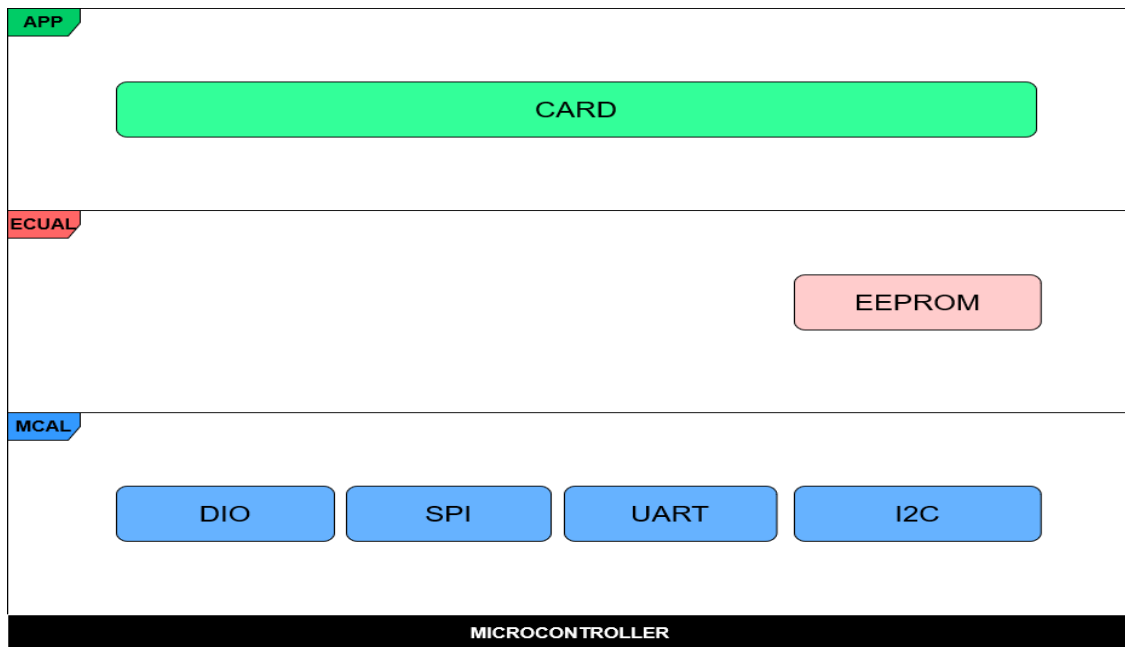 APP
CARD
ECUAL
EEPROM
MCAL
DIO SPI UART I2C
MICROCONTROLLER